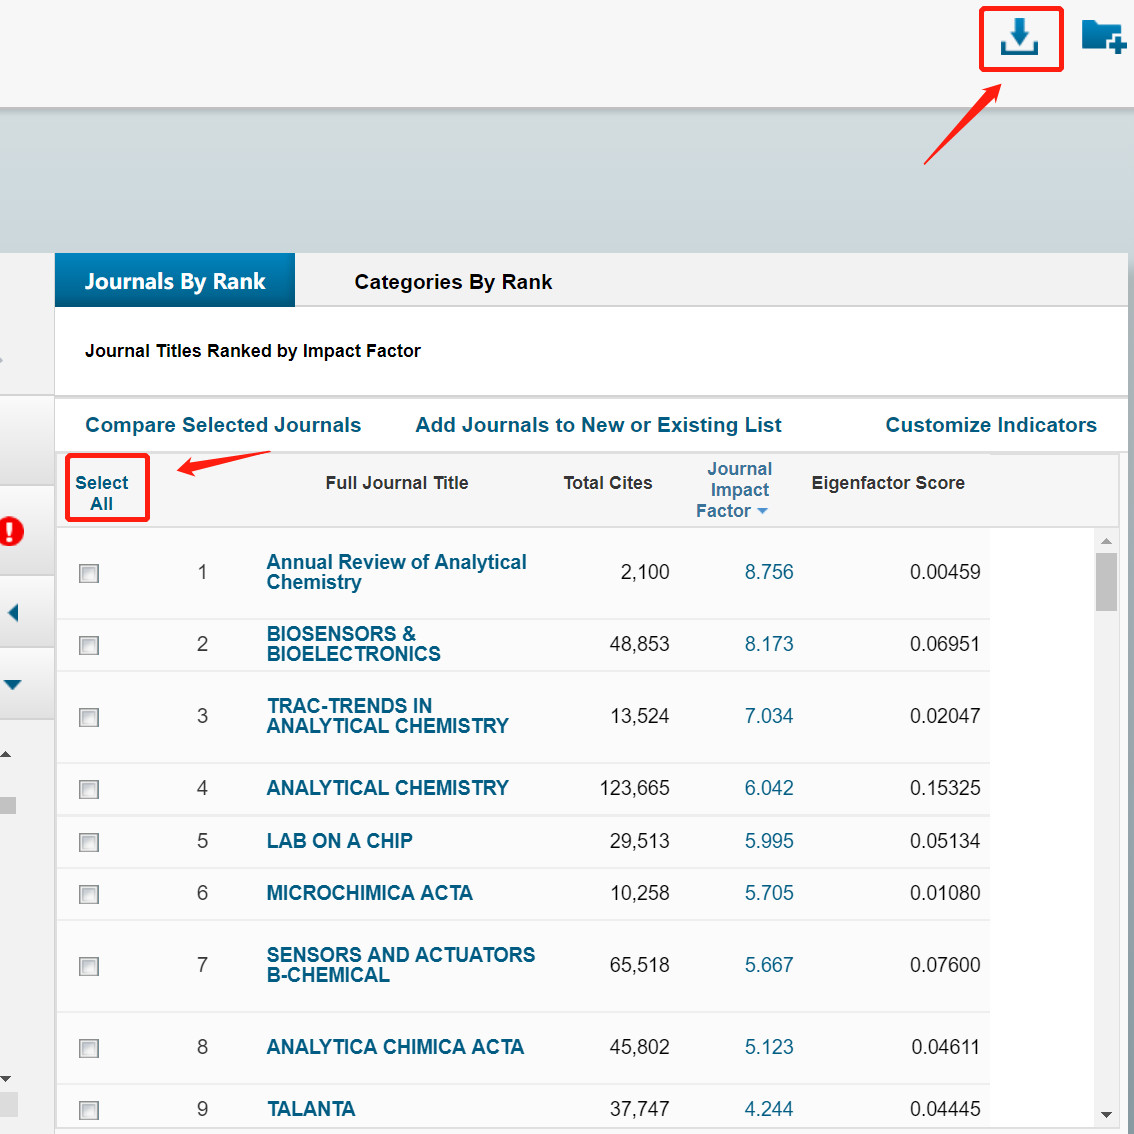 Journals By Rank
Categories By Rank
Journal Titles Ranked by Impact Factor
Compare Selected Journals
Add Journals to New or Existing List
Customize Indicators
Select
All
Full Journal Title
Total Cites
Journal
Impact
Factor
Eigenfactor Score
1
Annual Review of Analytical
Chemistry
2,100
8.756
0.00459
2
BIOSENSORS &
BIOELECTRONICS
48,853
8.173
0.06951
3
TRAC-TRENDS IN
ANALYTICAL CHEMISTRY
13,524
7.034
0.02047
4
ANALYTICAL CHEMISTRY
123,665
6.042
0.15325
5
LAB ON A CHIP
29,513
5.995
0.05134
6
MICROCHIMICA ACTA
10,258
5.705
0.01080
7
SENSORS AND ACTUATORS
B-CHEMICAL
65,518
5.667
0.07600
8
ANALYTICA CHIMICA ACTA
45,802
5.123
0.04611
9
TALANTA
37,747
4.244
0.04445